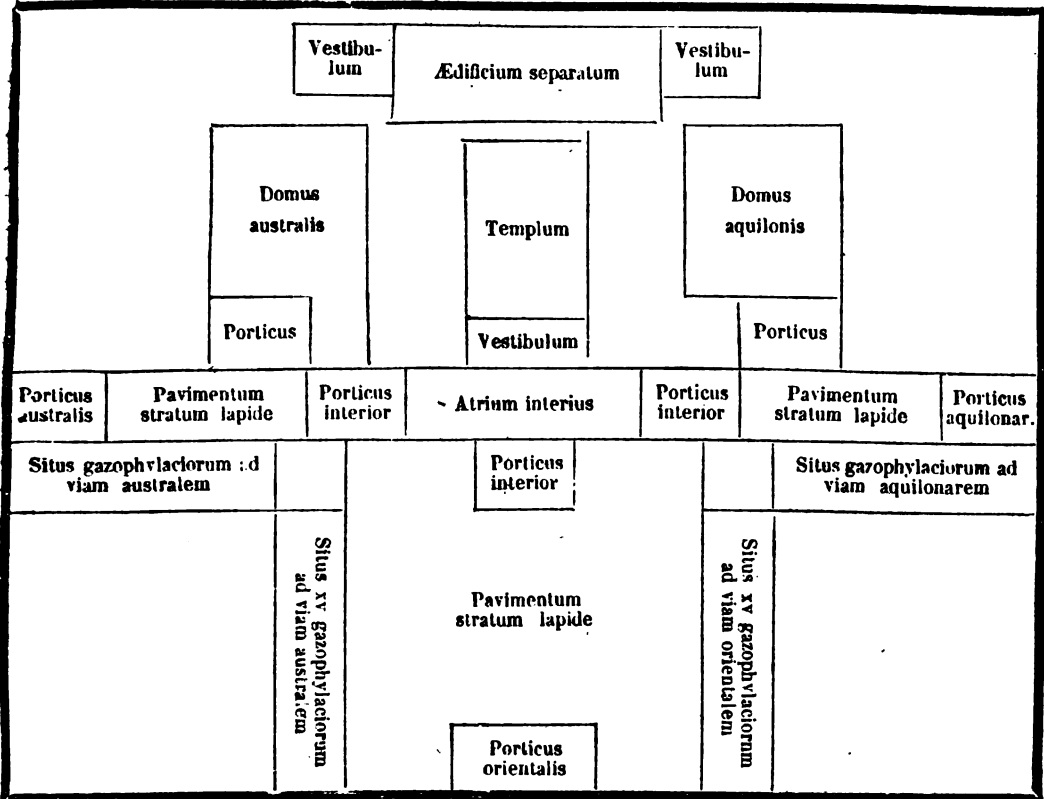 Vestibu-
lum
Ædificium separatum
Vestibu-
lum
Domus
australis
Templum
Domus
aquilonis
Porticus
Vestibulum
Porticus
Porticus
australis
Pavimentum
stratum lapide
Porticus
interior
Atrium interius
Porticus
interior
Pavimentum
stratum lapide
Porticus
aquilonar.
Situs gazophylaciorum ad
viam australem
Porticus
interior
Situs gazophylaciorum ad
viam aquilonarem
Situs xv gazophylaciorum
ad viam australem
Pavimentum
stratum lapide
Situs xv gazophylaciorum
ad viam orientalem
Porticus
orientalis